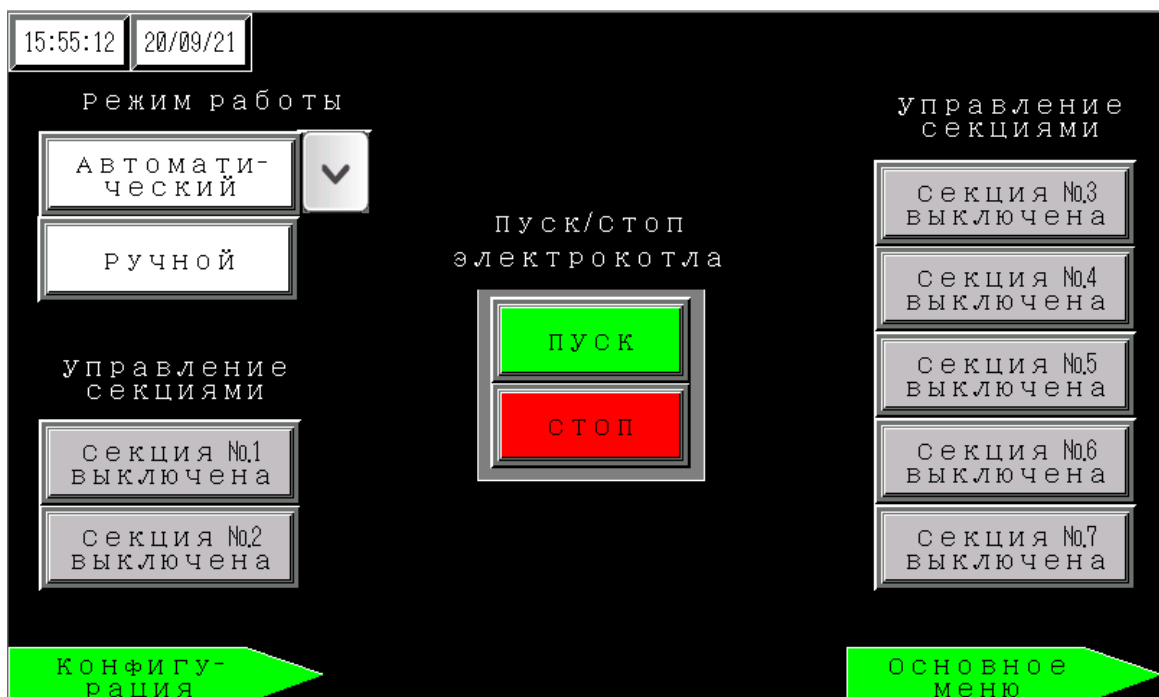 15:55:12 20/09/21
Режим работы
Автомати-
ческий
Ручной
Управление
секциями
Секция №1
выключена
Секция №2
выключена
Пуск/Стоп
электрокотла
ПУСК
СТОП
Управление
секциями
Секция №3
выключена
Секция №4
выключена
Секция №5
выключена
Секция №6
выключена
Секция №7
выключена
Конфигу-
рация
Основное
меню